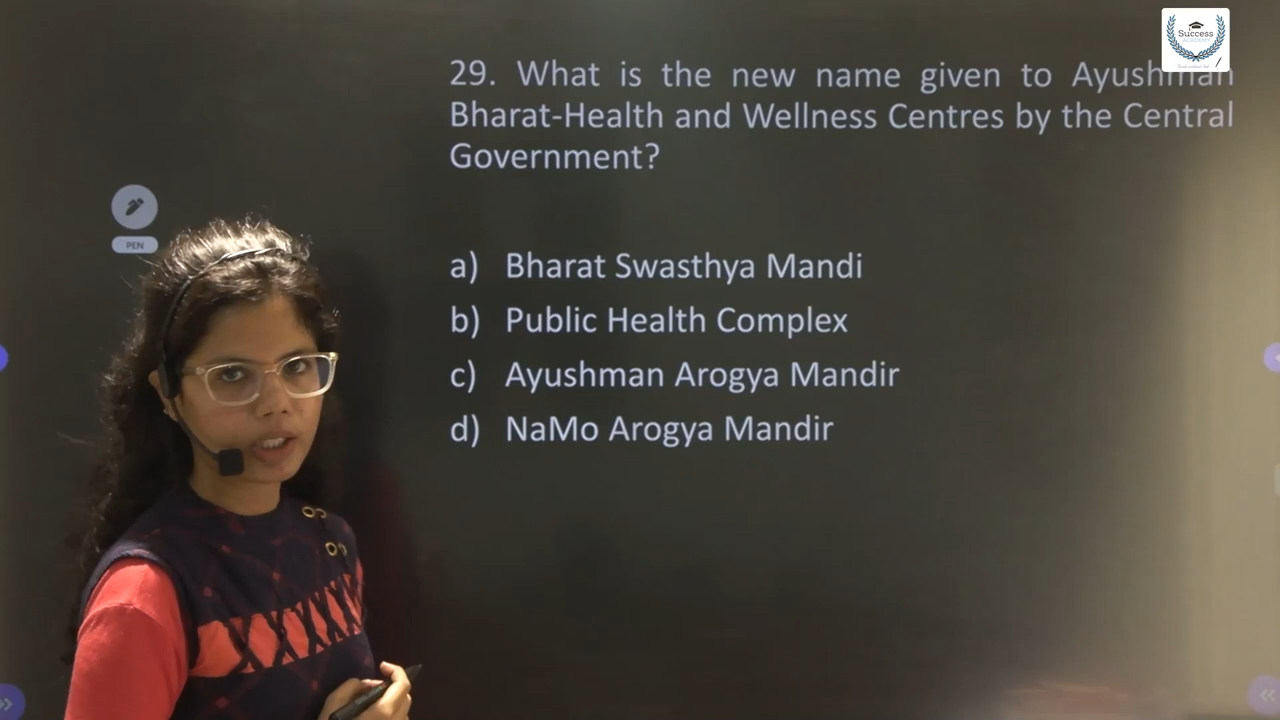 Success
ACADEMY
29. What is the new name given to Ayushman
Bharat-Health and Wellness Centres by the Central
Government?
PEN
a) Bharat Swasthya Mandi
b) Public Health Complex
c) Ayushman Arogya Mandir
d) NaMo Arogya Mandir